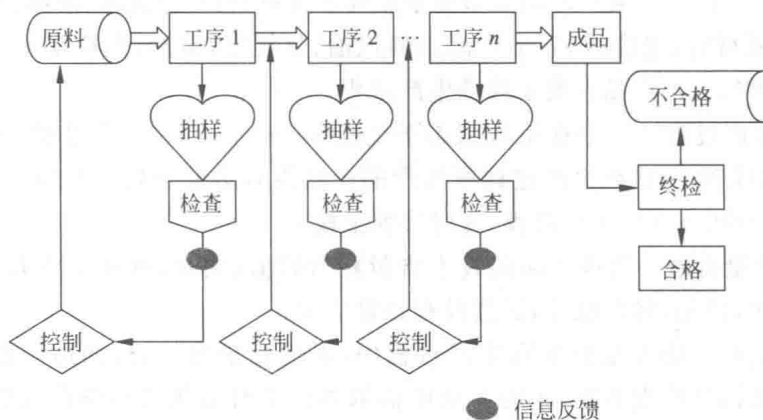 原料 工序 1 工序 2 … 工序 n 成品
不合格
抽样 抽样 抽样
检查 检查 检查 终检
合格
控制 控制 控制
信息反馈